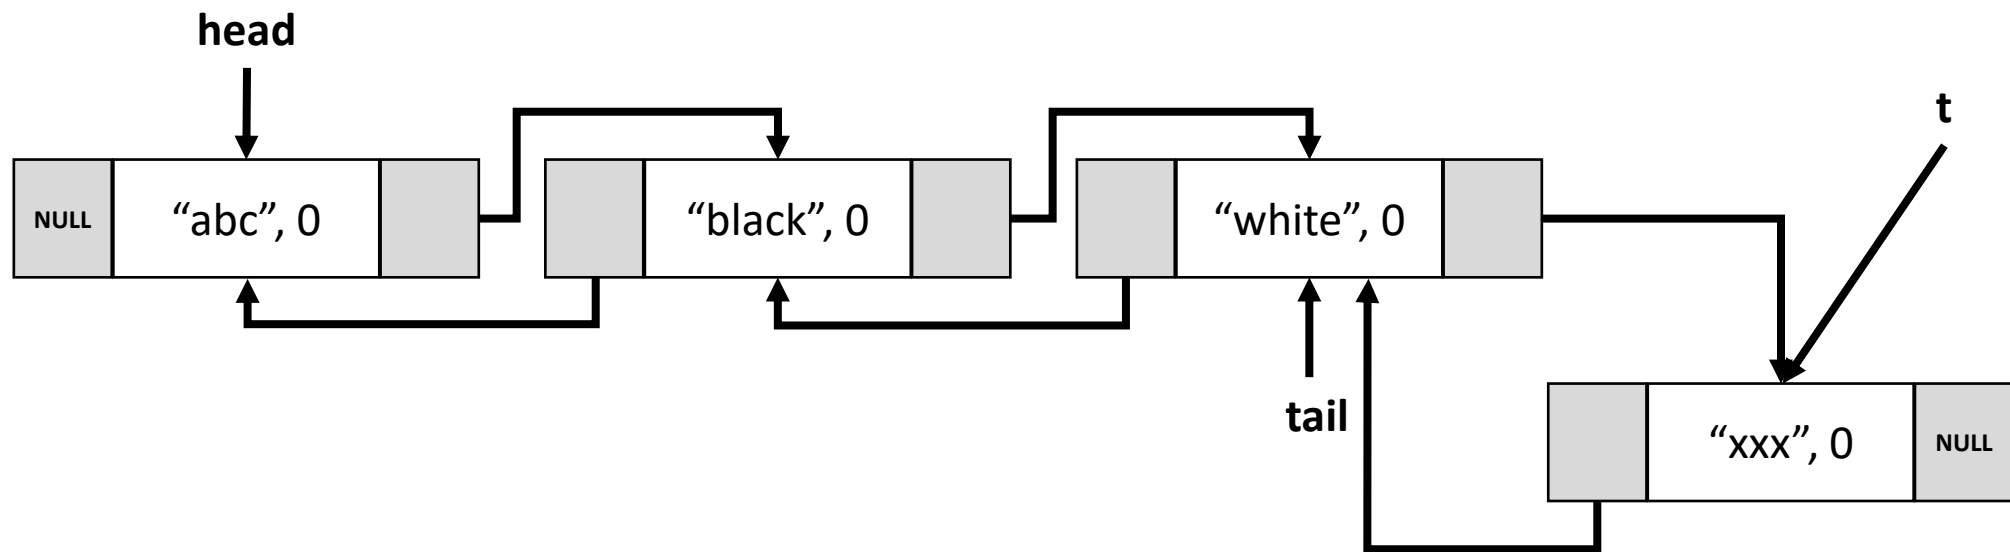 head
t
NULL
“abc”, 0
“black”, 0
“white”, 0
tail
“xxx”, 0
NULL